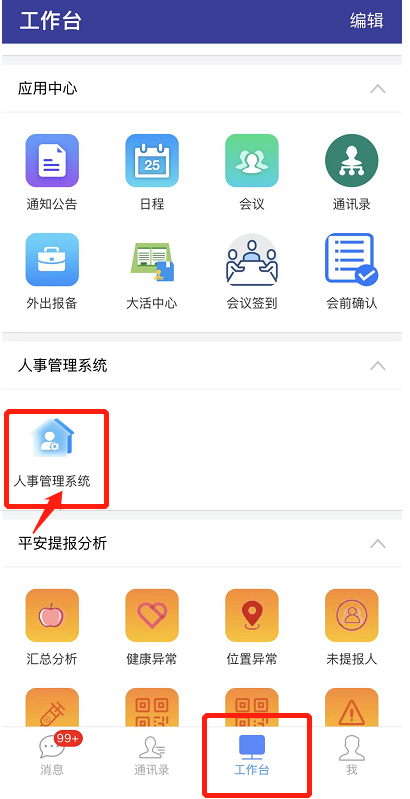 工作台
编辑
应用中心
25
通知公告
日程
会议
通讯录
外出报备
大活中心
会议签到
会前确认
人事管理系统
人事管理系统
平安提报分析
汇总分析
健康异常
位置异常
未提报人
99+
消息
通讯录
工作台
我